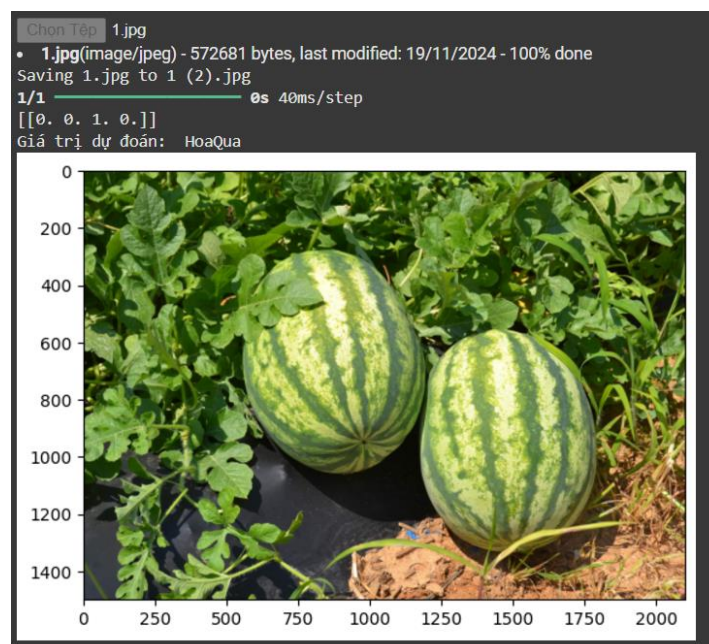 Chọn Tệp 1.jpg
• 1.jpg(image/jpeg) - 572681 bytes, last modified: 19/11/2024 - 100% done
Saving 1.jpg to 1 (2).jpg
1/1 0s 40ms/step
[[0. 0. 1. 0.]]
Giá trị dự đoán:  HoaQua
0
200
400
600
800
1000
1200
1400
0 250 500 750 1000 1250 1500 1750 2000